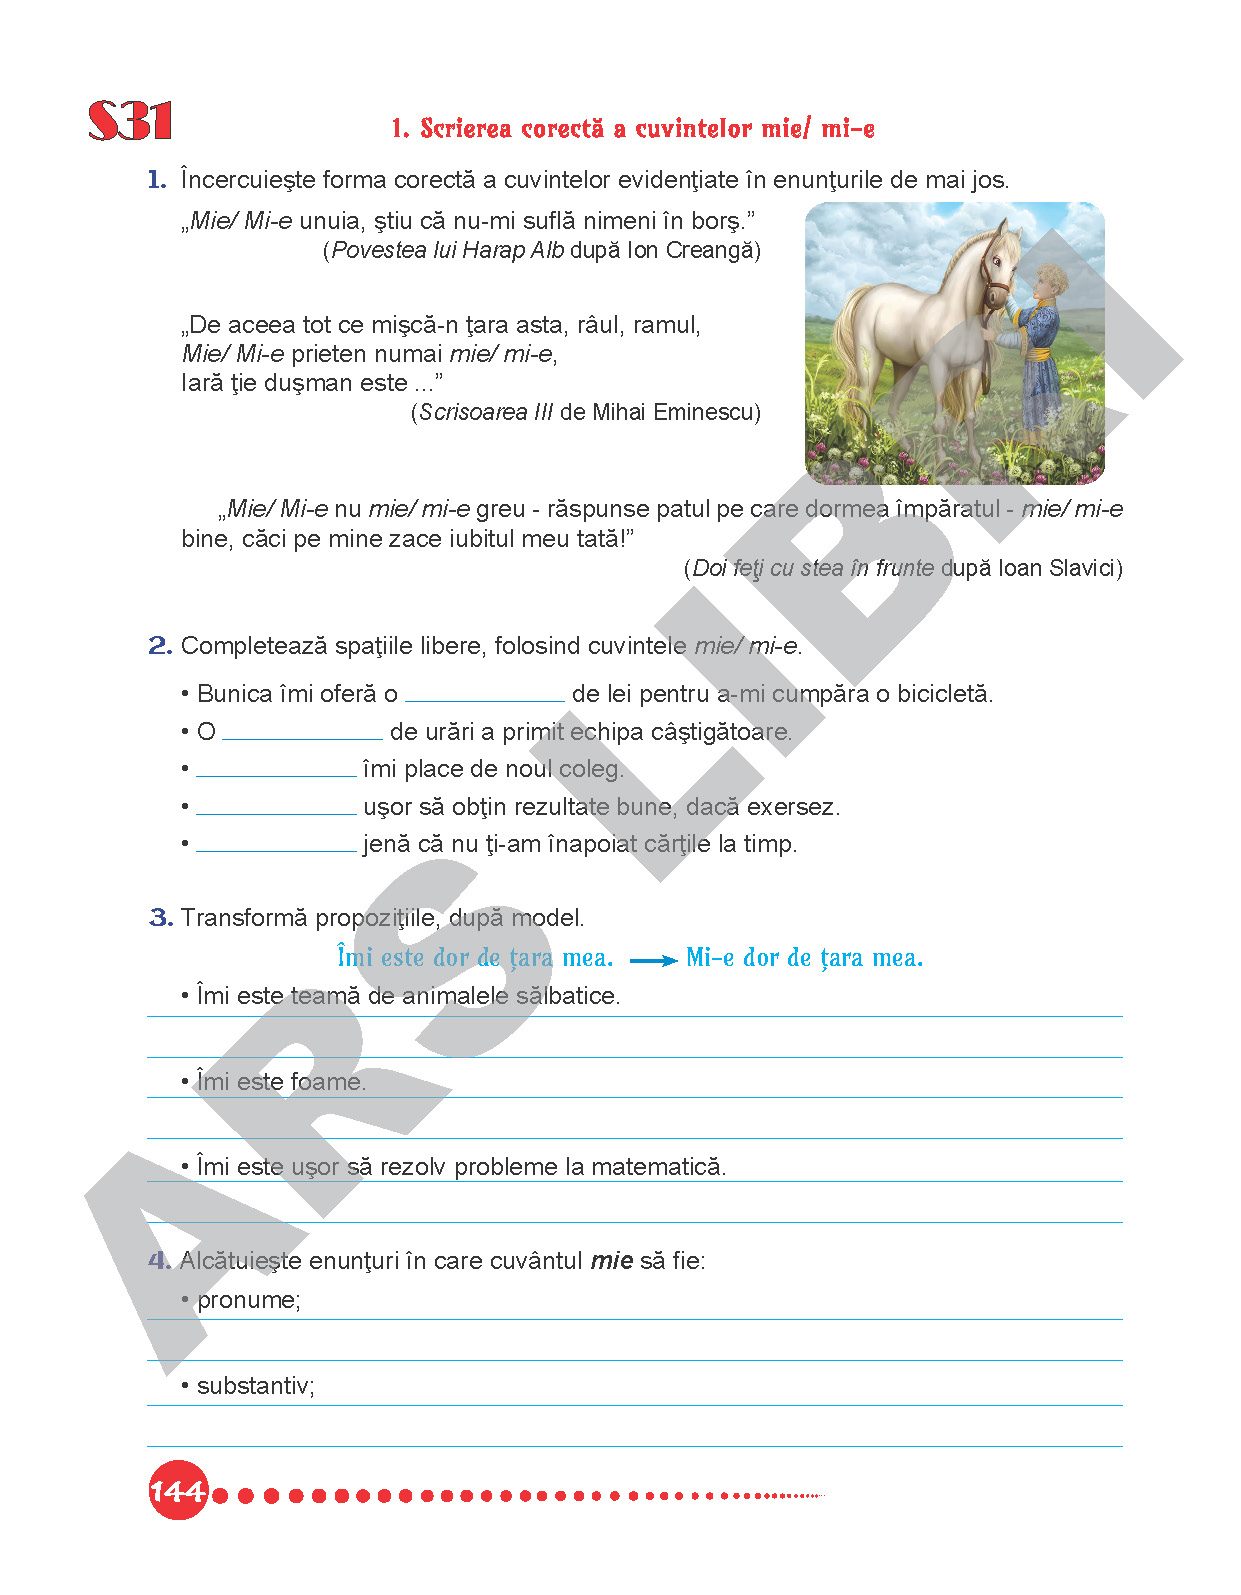 S31
1. Scrierea corectă a cuvintelor mie/ mi-e
1. Încercuieşte forma corectă a cuvintelor evidenţiate în enunţurile de mai jos.
„Mie/ Mi-e unuia, ştiu că nu-mi suflă nimeni în borş.”
(Povestea lui Harap Alb după Ion Creangă)
„De aceea tot ce mişcă-n ţara asta, râul, ramul,
Mie/ Mi-e prieten numai mie/ mi-e,
Iară ţie duşman este ...”
(Scrisoarea III de Mihai Eminescu)
„Mie/ Mi-e nu mie/ mi-e greu - răspunse patul pe care dormea împăratul - mie/ mi-e
bine, căci pe mine zace iubitul meu tată!”
(Doi feţi cu stea în frunte după Ioan Slavici)
2. Completează spaţiile libere, folosind cuvintele mie/ mi-e.
• Bunica îmi oferă o ____________ de lei pentru a-mi cumpăra o bicicletă.
• O ____________ de urări a primit echipa câştigătoare.
• ____________ îmi place de noul coleg.
• ____________ uşor să obţin rezultate bune, dacă exersez.
• ____________ jenă că nu ţi-am înapoiat cărţile la timp.
3. Transformă propoziţiile, după model.
Îmi este dor de ţara mea. → Mi-e dor de ţara mea.
• Îmi este teamă de animalele sălbatice.
• Îmi este foame.
• Îmi este uşor să rezolv probleme la matematică.
4. Alcătuieşte enunţuri în care cuvântul mie să fie:
• pronume;
• substantiv;
144
ARS LIBRI